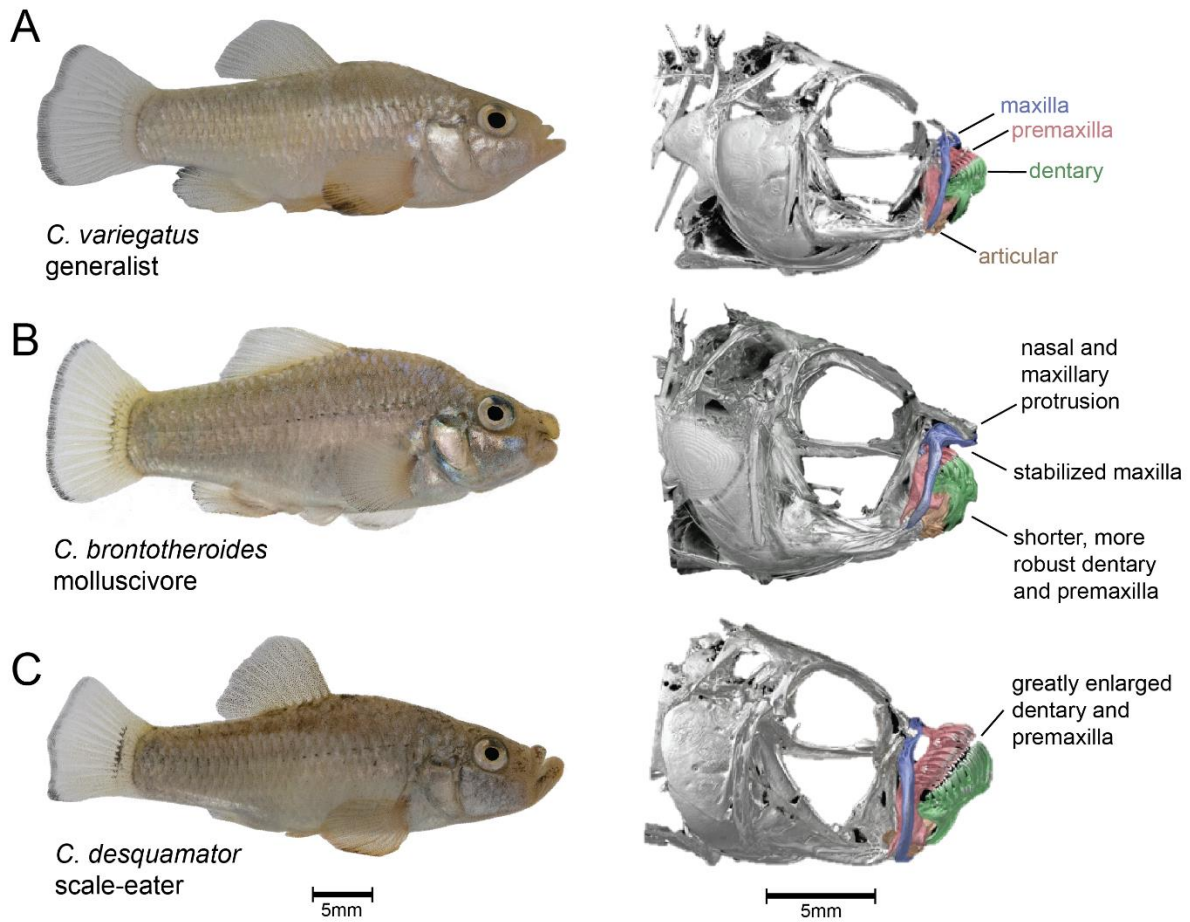 A
maxilla
premaxilla
dentary
articular
C. variegatus
generalist
B
nasal and
maxillary
protrusion
stabilized maxilla
shorter, more
robust dentary
and premaxilla
C. brontotheroides
molluscivore
C
greatly enlarged
dentary and
premaxilla
C. desquamator
scale-eater
5mm
5mm